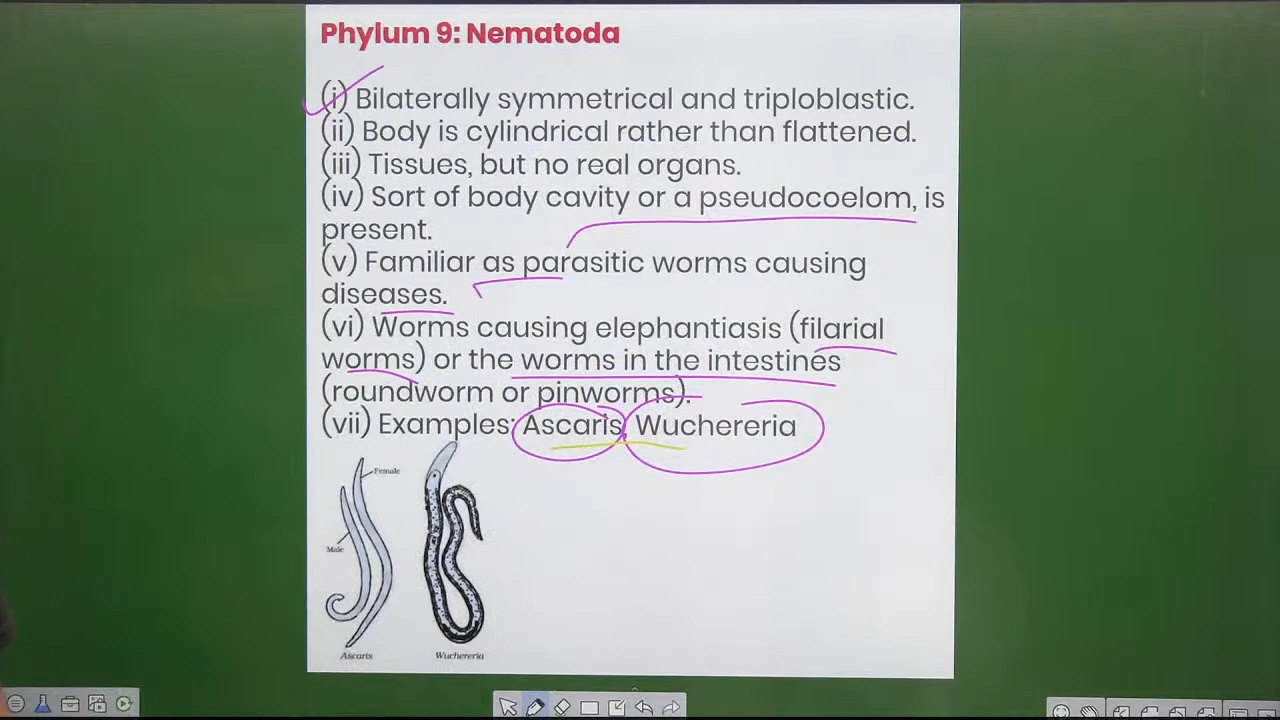 Phylum 9: Nematoda
(i) Bilaterally symmetrical and triploblastic.
(ii) Body is cylindrical rather than flattened.
(iii) Tissues, but no real organs.
(iv) Sort of body cavity or a pseudocoelom, is
present.
(v) Familiar as parasitic worms causing
diseases.
(vi) Worms causing elephantiasis (filarial
worms) or the worms in the intestines
(roundworm or pinworms).
(vii) Examples: Ascaris, Wuchereria
Female
Male
Ascaris
Wuchereria